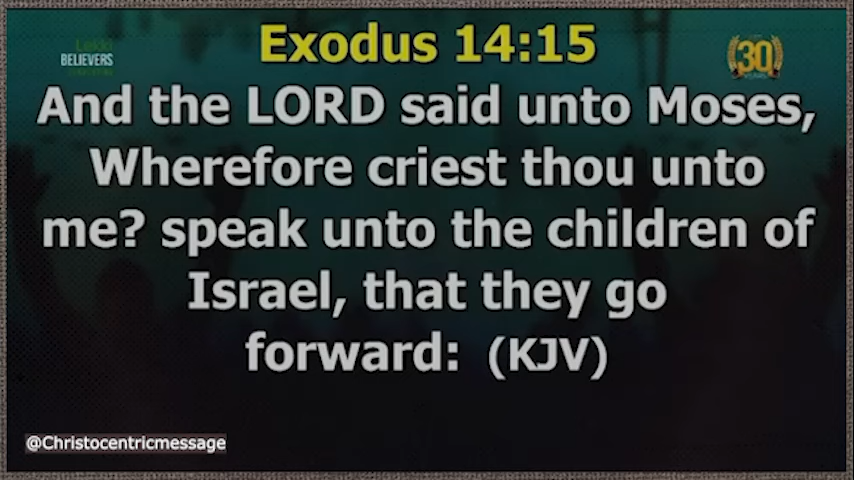 Exodus 14:15
BELIEVERS
30
YEARS
And the LORD said unto Moses,
Wherefore criest thou unto
me? speak unto the children of
Israel, that they go
forward: (KJV)
@Christocentricmessage